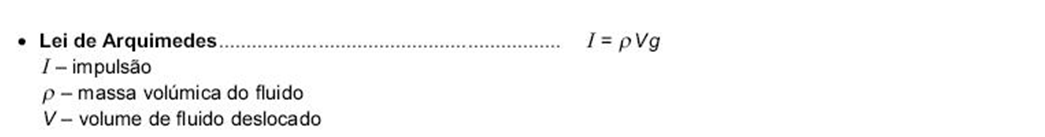 • Lei de Arquimedes............................................................ I = ρVg
I – impulsão
ρ – massa volúmica do fluido
V – volume de fluido deslocado